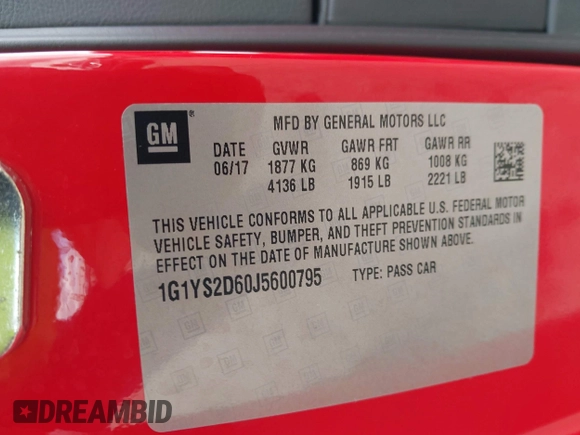 GM ®
MFD BY GENERAL MOTORS LLC
DATE GVWR GAWR FRT GAWR RR
06/17 1877 KG 869 KG 1008 KG
4136 LB 1915 LB 2221 LB
THIS VEHICLE CONFORMS TO ALL APPLICABLE U.S. FEDERAL MOTOR
VEHICLE SAFETY, BUMPER, AND THEFT PREVENTION STANDARDS IN
EFFECT ON THE DATE OF MANUFACTURE SHOWN ABOVE.
1G1YS2D60J5600795 TYPE: PASS CAR
DREAMBID